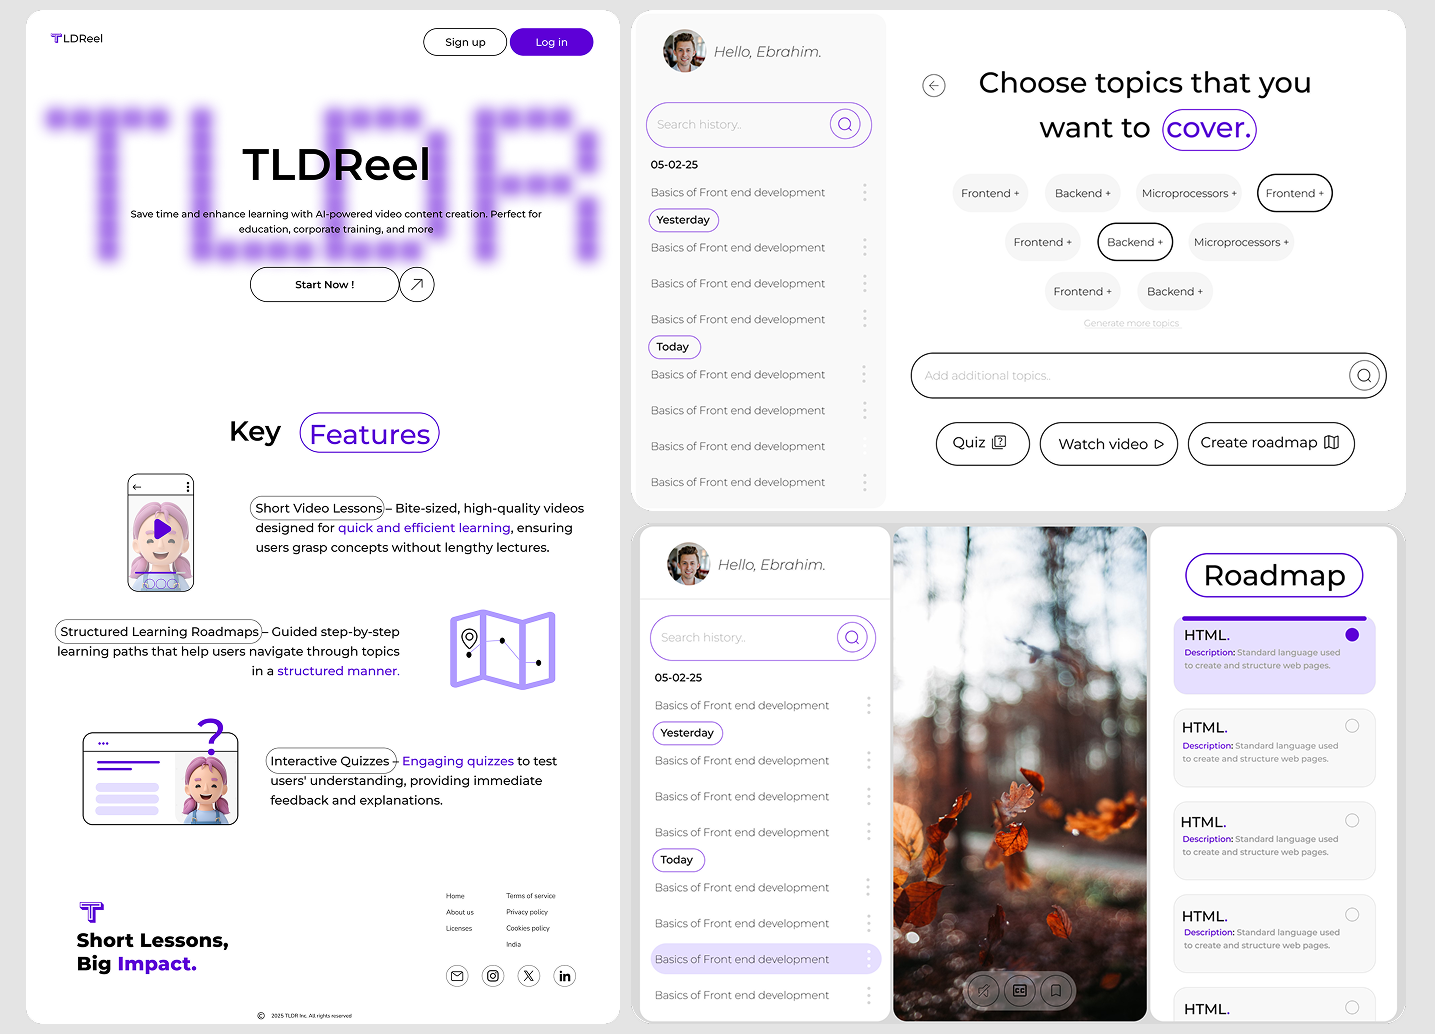 TLDReel
Sign up
Log in
TLDR
TLDReel
Save time and enhance learning with AI-powered video content creation. Perfect for
education, corporate training, and more
Start Now !
Key Features
Short Video Lessons – Bite-sized, high-quality videos
designed for quick and efficient learning, ensuring
users grasp concepts without lengthy lectures.
Structured Learning Roadmaps – Guided step-by-step
learning paths that help users navigate through topics
in a structured manner.
?
Interactive Quizzes – Engaging quizzes to test
users' understanding, providing immediate
feedback and explanations.
T
Short Lessons,
Big Impact.
Home
About us
Licenses
Terms of service
Privacy policy
Cookies policy
India
© 2025 TLDR Inc. All rights reserved
Hello, Ebrahim.
Search history..
05-02-25
Basics of Front end development
Yesterday
Basics of Front end development
Basics of Front end development
Basics of Front end development
Today
Basics of Front end development
Basics of Front end development
Basics of Front end development
Basics of Front end development
Choose topics that you
want to cover.
Frontend +
Backend +
Microprocessors +
Frontend +
Frontend +
Backend +
Microprocessors +
Frontend +
Backend +
Generate more topics
Add additional topics..
Quiz
Watch video
Create roadmap
Hello, Ebrahim.
Search history..
05-02-25
Basics of Front end development
Yesterday
Basics of Front end development
Basics of Front end development
Basics of Front end development
Today
Basics of Front end development
Basics of Front end development
Basics of Front end development
Basics of Front end development
CC
Roadmap
HTML.
Description: Standard language used
to create and structure web pages.
HTML.
Description: Standard language used
to create and structure web pages.
HTML.
Description: Standard language used
to create and structure web pages.
HTML.
Description: Standard language used
to create and structure web pages.
HTML.